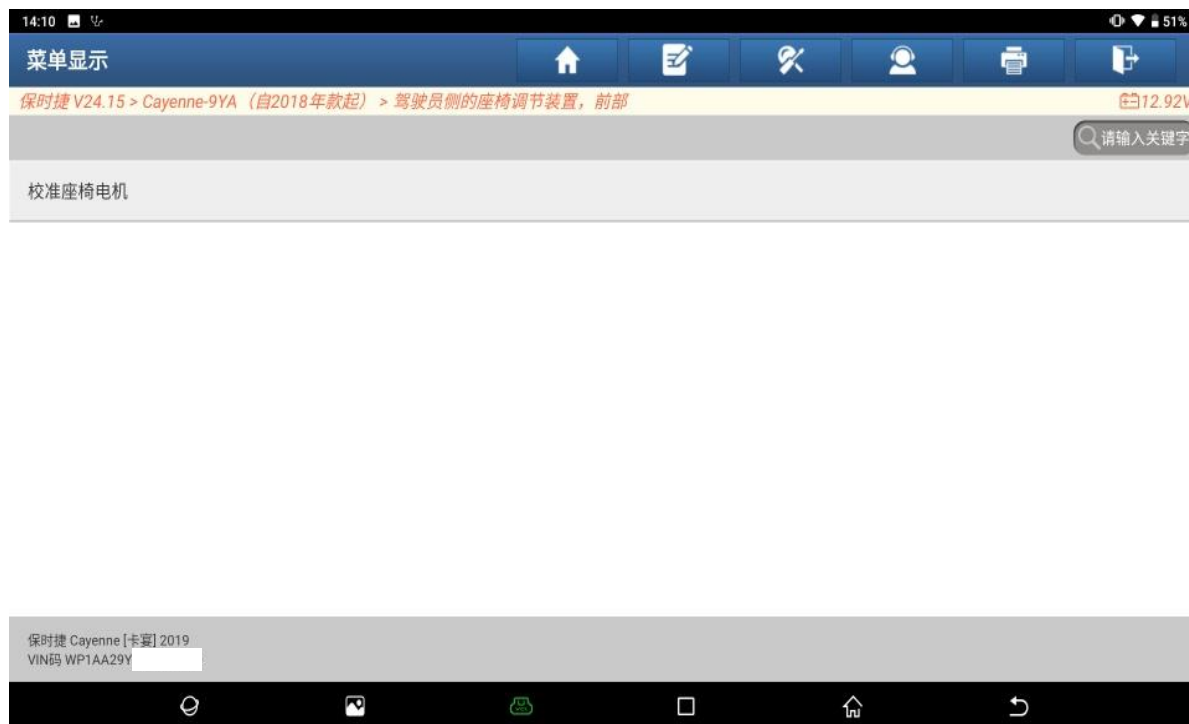 14:10
51%
菜单显示
保时捷 V24.15 > Cayenne-9YA（自2018年款起）> 驾驶员侧的座椅调节装置，前部
12.92V
请输入关键字
校准座椅电机
保时捷 Cayenne [卡宴] 2019
VIN码 WP1AA29Y